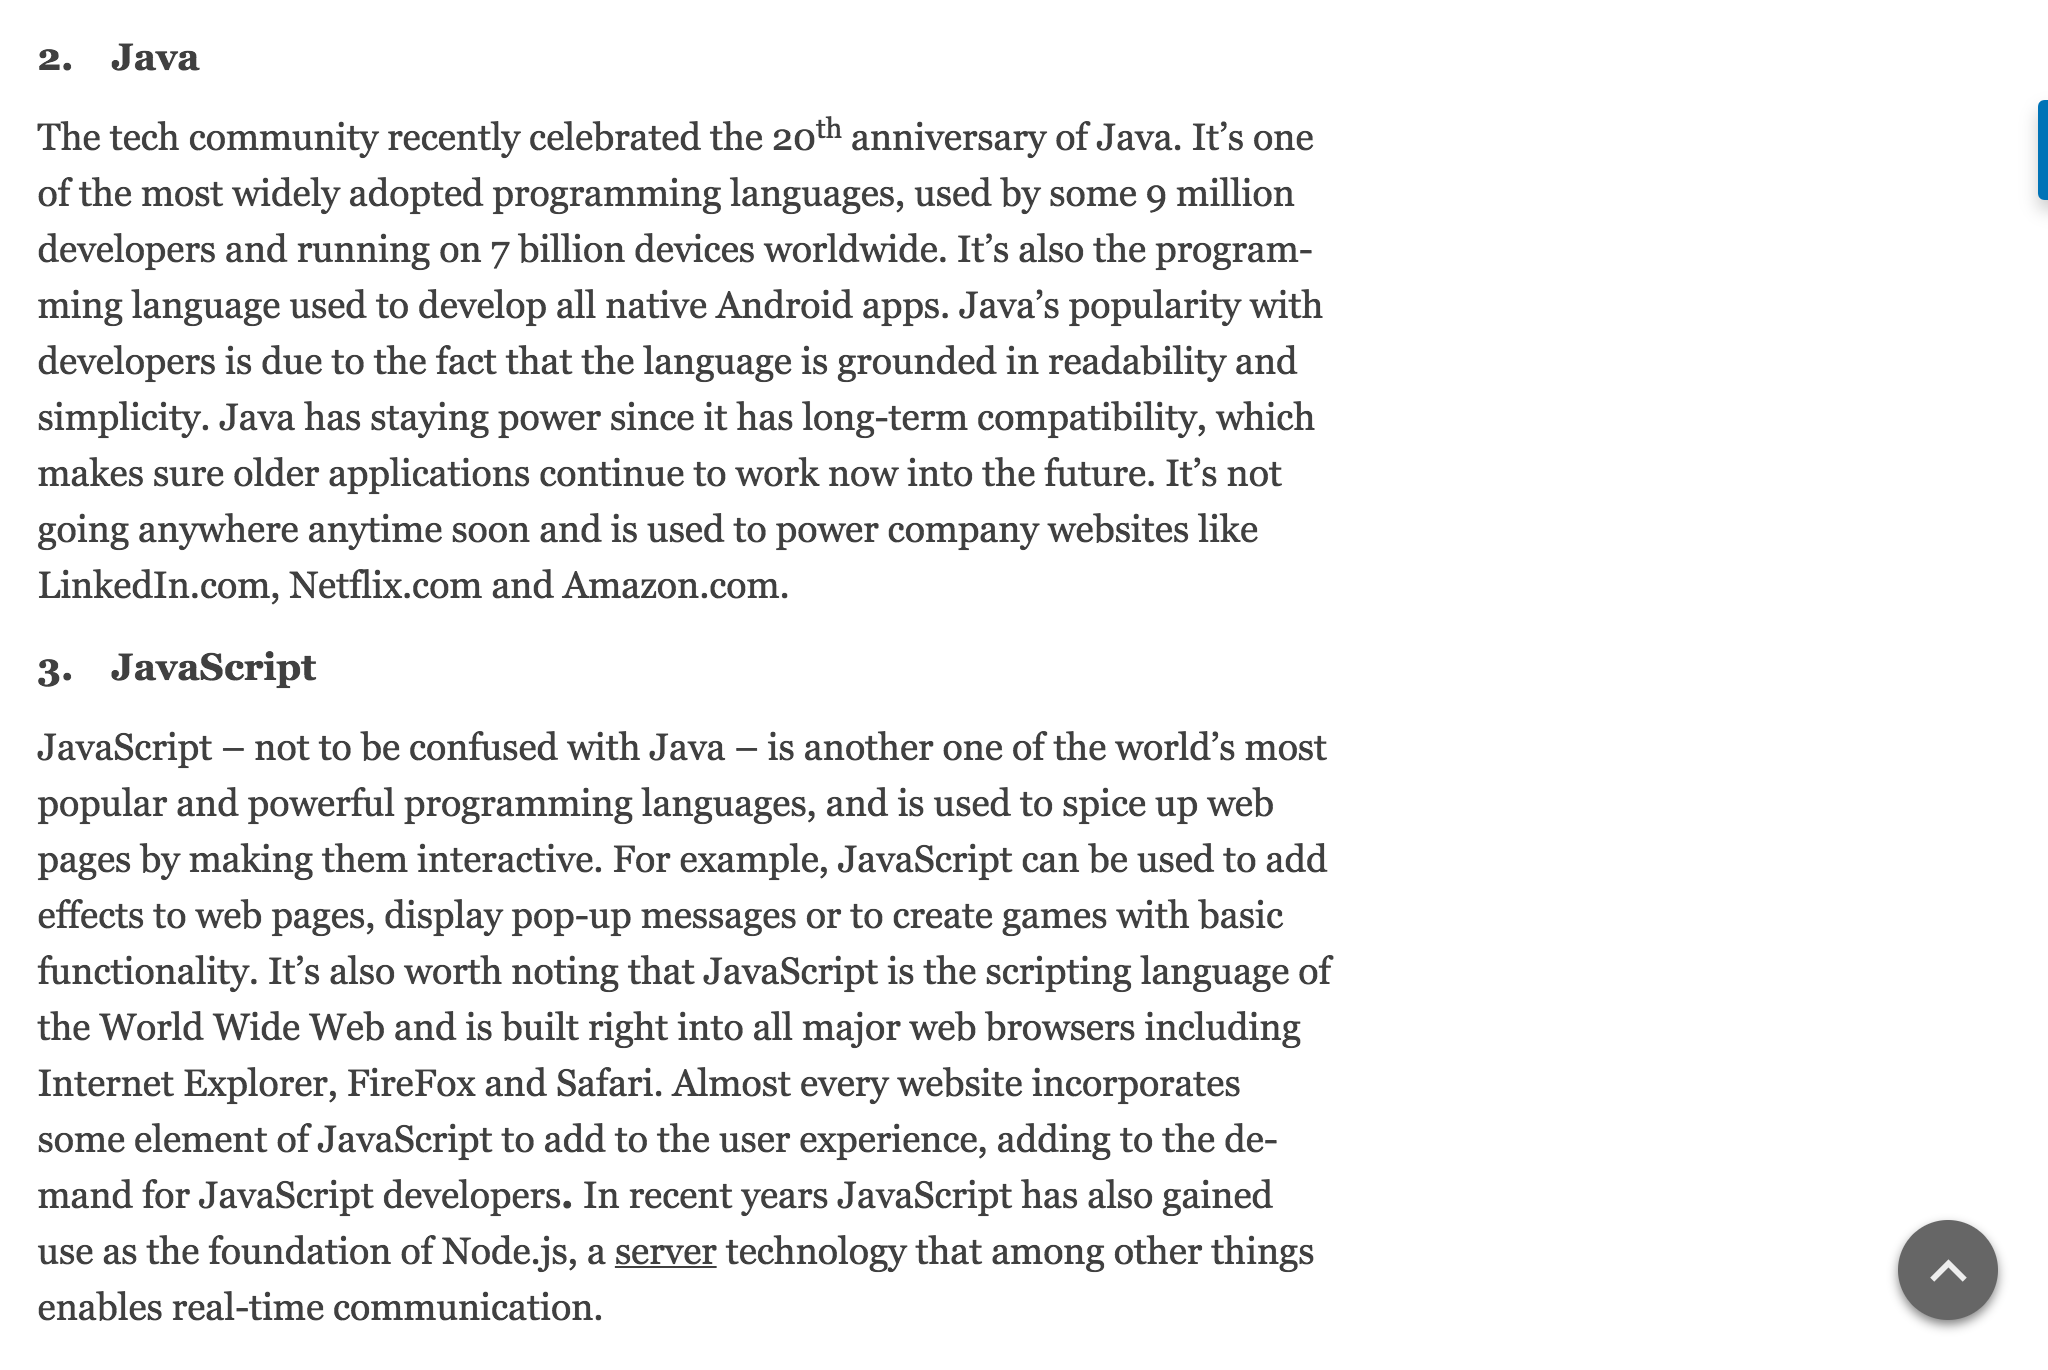 2. Java
The tech community recently celebrated the 20th anniversary of Java. It’s one
of the most widely adopted programming languages, used by some 9 million
developers and running on 7 billion devices worldwide. It’s also the program-
ming language used to develop all native Android apps. Java’s popularity with
developers is due to the fact that the language is grounded in readability and
simplicity. Java has staying power since it has long-term compatibility, which
makes sure older applications continue to work now into the future. It’s not
going anywhere anytime soon and is used to power company websites like
LinkedIn.com, Netflix.com and Amazon.com.
3. JavaScript
JavaScript – not to be confused with Java – is another one of the world’s most
popular and powerful programming languages, and is used to spice up web
pages by making them interactive. For example, JavaScript can be used to add
effects to web pages, display pop-up messages or to create games with basic
functionality. It’s also worth noting that JavaScript is the scripting language of
the World Wide Web and is built right into all major web browsers including
Internet Explorer, FireFox and Safari. Almost every website incorporates
some element of JavaScript to add to the user experience, adding to the de-
mand for JavaScript developers. In recent years JavaScript has also gained
use as the foundation of Node.js, a server technology that among other things
enables real-time communication.